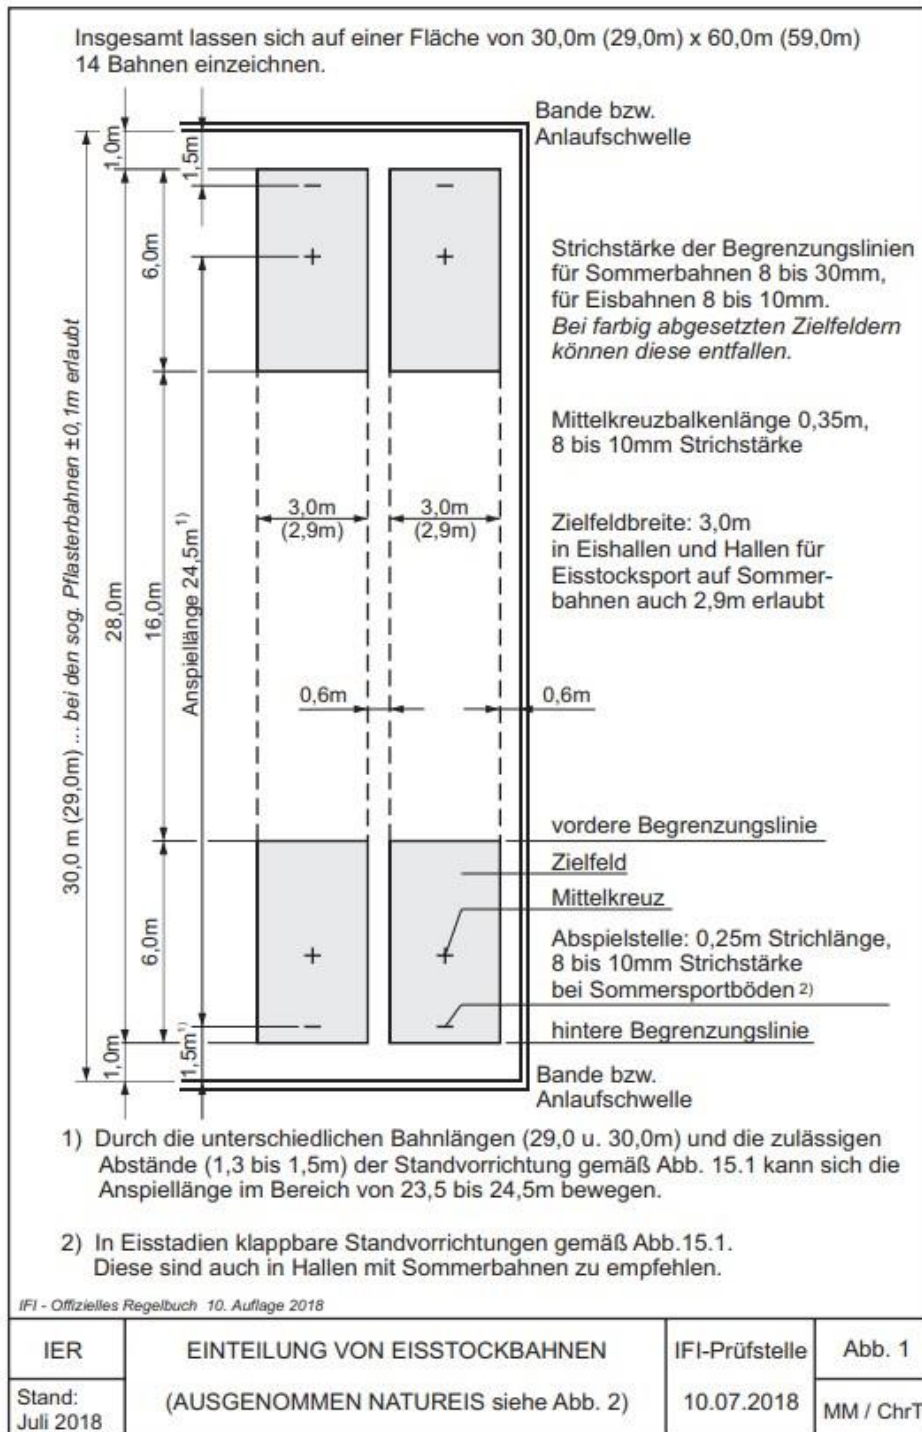 Insgesamt lassen sich auf einer Fläche von 30,0m (29,0m) x 60,0m (59,0m)
14 Bahnen einzeichnen.
Bande bzw.
Anlaufschwelle
1,0m
1,5m
6,0m
Strichstärke der Begrenzungslinien
für Sommerbahnen 8 bis 30mm,
für Eisbahnen 8 bis 10mm.
Bei farbig abgesetzten Zielfeldern
können diese entfallen.
Mittelkreuzbalkenlänge 0,35m,
8 bis 10mm Strichstärke
30,0 m (29,0m) ... bei den sog. Pflasterbahnen ±0,1m erlaubt
28,0m
16,0m
Anspiellänge 24,5m 1)
3,0m
(2,9m)
3,0m
(2,9m)
Zielfeldbreite: 3,0m
in Eishallen und Hallen für
Eisstocksport auf Sommer-
bahnen auch 2,9m erlaubt
0,6m
0,6m
vordere Begrenzungslinie
Zielfeld
Mittelkreuz
6,0m
Abspielstelle: 0,25m Strichlänge,
8 bis 10mm Strichstärke
bei Sommersportböden 2)
hintere Begrenzungslinie
1,0m
1,5m 1)
Bande bzw.
Anlaufschwelle
1) Durch die unterschiedlichen Bahnlängen (29,0 u. 30,0m) und die zulässigen
Abstände (1,3 bis 1,5m) der Standvorrichtung gemäß Abb. 15.1 kann sich die
Anspiellänge im Bereich von 23,5 bis 24,5m bewegen.
2) In Eisstadien klappbare Standvorrichtungen gemäß Abb.15.1.
Diese sind auch in Hallen mit Sommerbahnen zu empfehlen.
IFI - Offizielles Regelbuch 10. Auflage 2018
IER
EINTEILUNG VON EISSTOCKBAHNEN
IFI-Prüfstelle
Abb. 1
Stand:
Juli 2018
(AUSGENOMMEN NATUREIS siehe Abb. 2)
10.07.2018
MM / ChrT